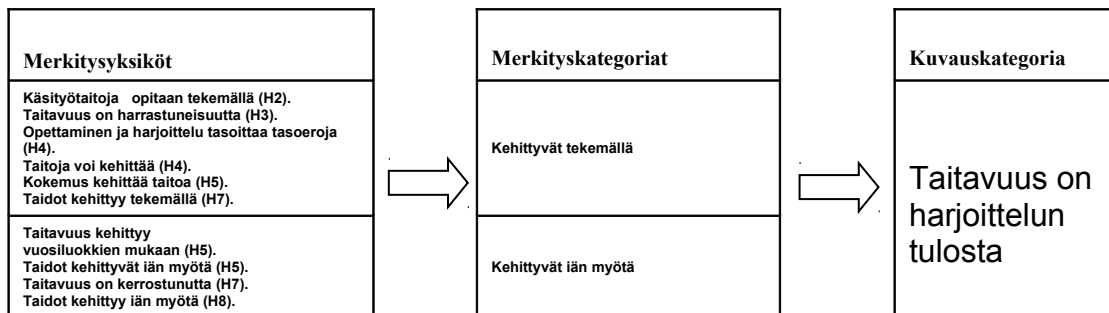 Merkitysyksiköt
Käsityötaitoja opitaan tekemällä (H2).
Taitavuus on harrastuneisuutta (H3).
Opettaminen ja harjoittelu tasoittaa tasoeroja
(H4).
Taitoja voi kehittää (H4).
Kokemus kehittää taitoa (H5).
Taidot kehittyy tekemällä (H7).
Taitavuus kehittyy
vuosiluokkien mukaan (H5).
Taidot kehittyvät iän myötä (H5).
Taitavuus on kerrostunutta (H7).
Taidot kehittyy iän myötä (H8).
Merkityskategoriat
Kehittyvät tekemällä
Kehittyvät iän myötä
Kuvauskategoria
Taitavuus on
harjoittelun
tulosta